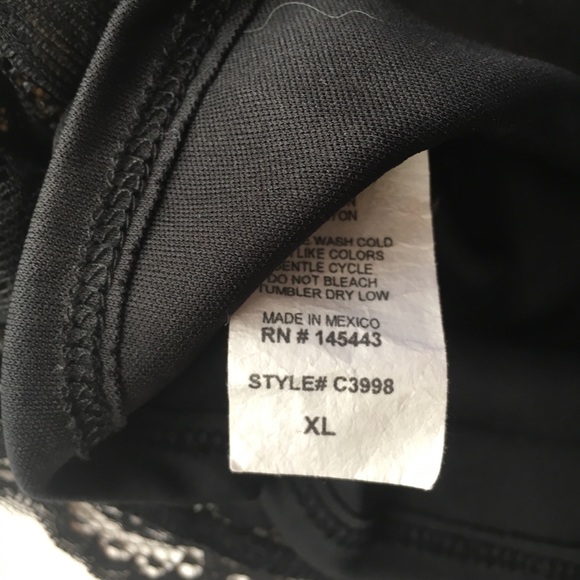 WASH COLD
LIKE COLORS
GENTLE CYCLE
DO NOT BLEACH
TUMBLER DRY LOW
MADE IN MEXICO
RN # 145443
STYLE# C3998
XL